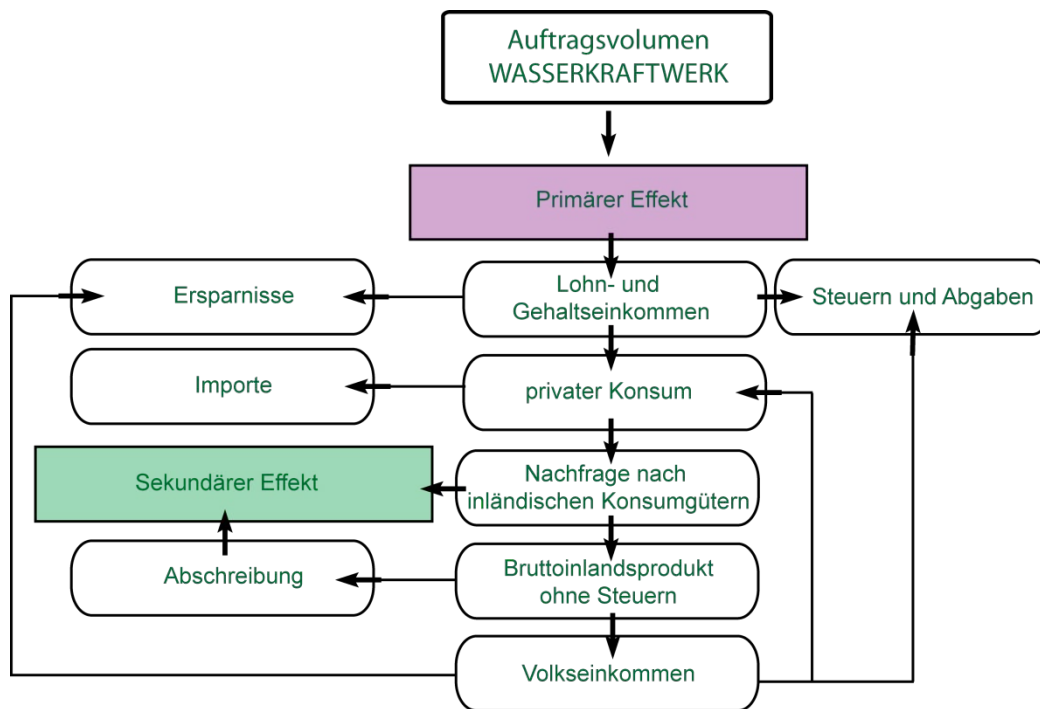 Auftragsvolumen
WASSERKRAFTWERK
Primärer Effekt
Ersparnisse
Lohn- und
Gehaltseinkommen
Steuern und Abgaben
Importe
privater Konsum
Sekundärer Effekt
Nachfrage nach
inländischen Konsumgütern
Abschreibung
Bruttoinlandsprodukt
ohne Steuern
Volkseinkommen